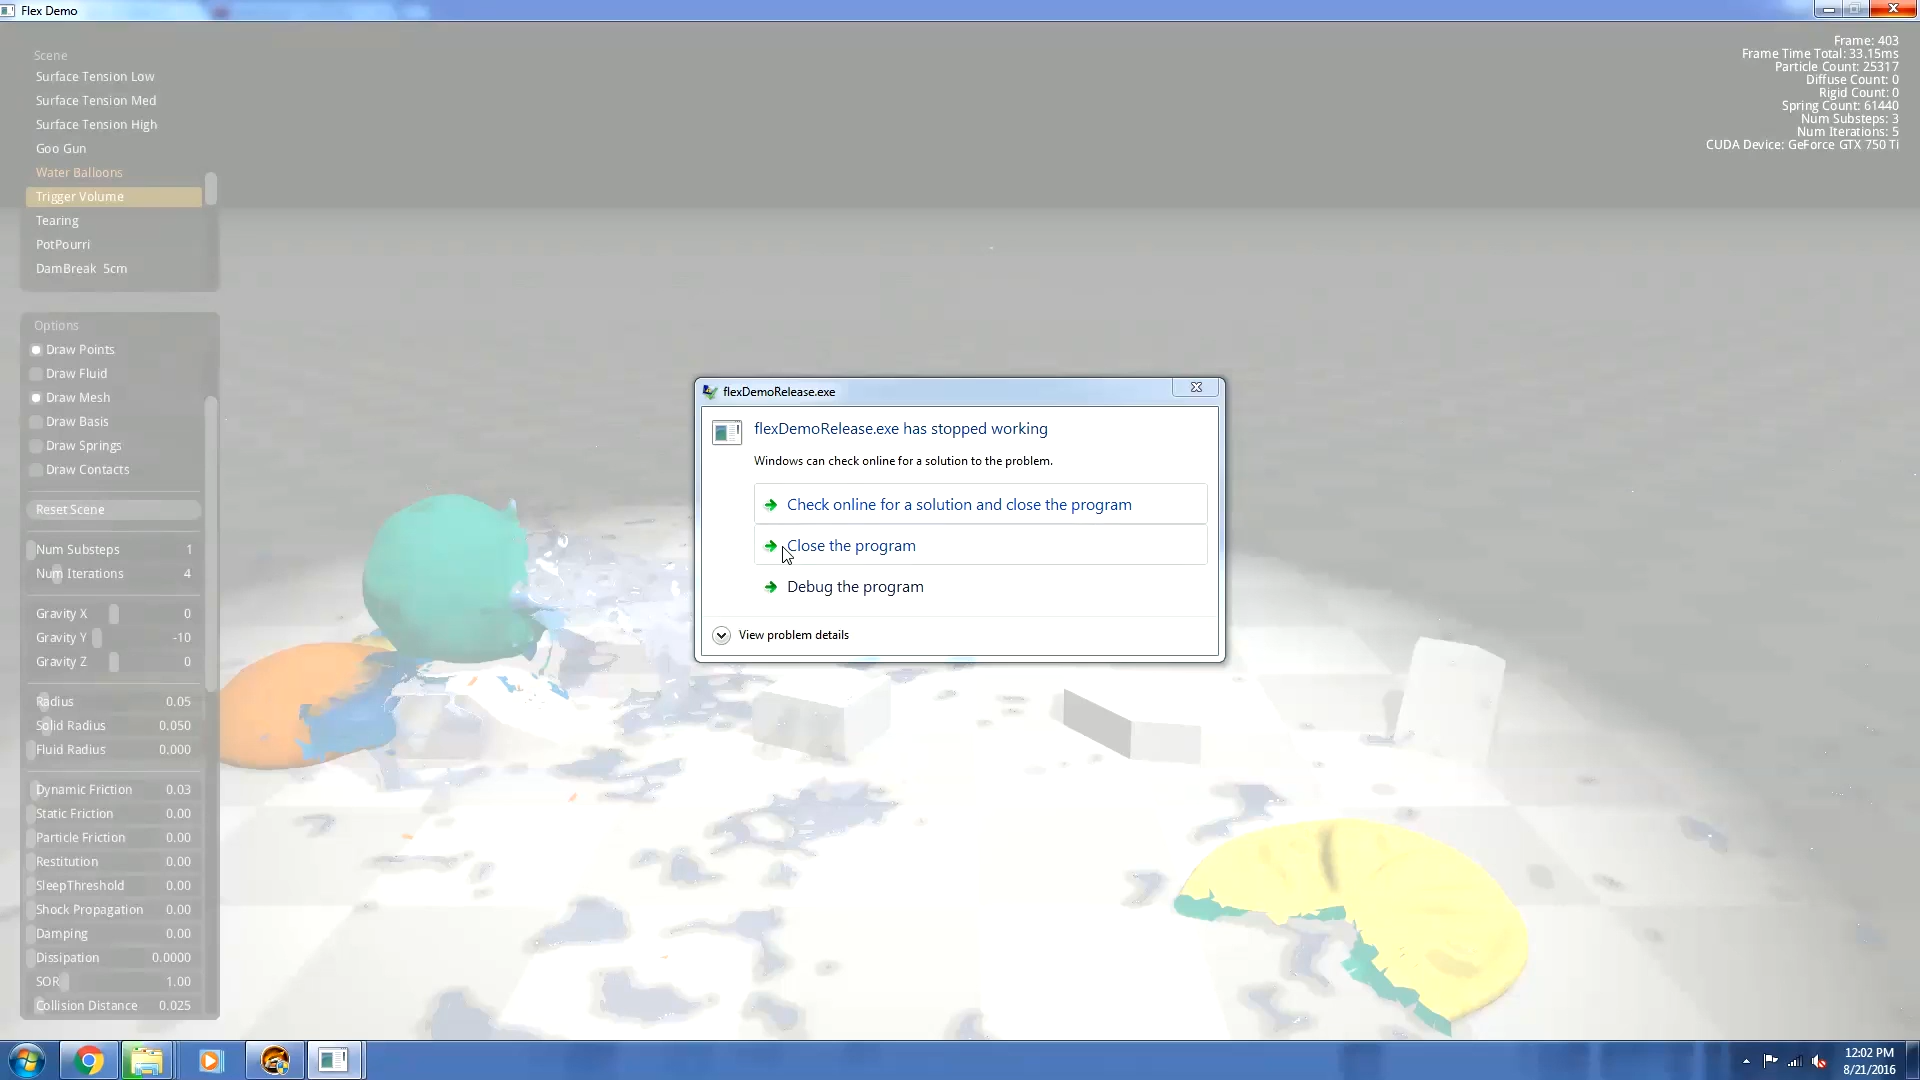 Flex Demo
Frame: 403
Frame Time Total: 33.15ms
Particle Count: 25317
Diffuse Count: 0
Rigid Count: 0
Spring Count: 61440
Num Substeps: 3
Num Iterations: 5
CUDA Device: GeForce GTX 750 Ti
Scene
Surface Tension Low
Surface Tension Med
Surface Tension High
Goo Gun
Water Balloons
Trigger Volume
Tearing
PotPourri
DamBreak 5cm
Options
Draw Points
Draw Fluid
Draw Mesh
Draw Basis
Draw Springs
Draw Contacts
Reset Scene
Num Substeps 1
Num Iterations 4
Gravity X 0
Gravity Y -10
Gravity Z 0
Radius 0.05
Solid Radius 0.050
Fluid Radius 0.000
Dynamic Friction 0.03
Static Friction 0.00
Particle Friction 0.00
Restitution 0.00
SleepThreshold 0.00
Shock Propagation 0.00
Damping 0.00
Dissipation 0.0000
SOR 1.00
Collision Distance 0.025
flexDemoRelease.exe
flexDemoRelease.exe has stopped working
Windows can check online for a solution to the problem.
Check online for a solution and close the program
Close the program
Debug the program
View problem details
12:02 PM
8/21/2016